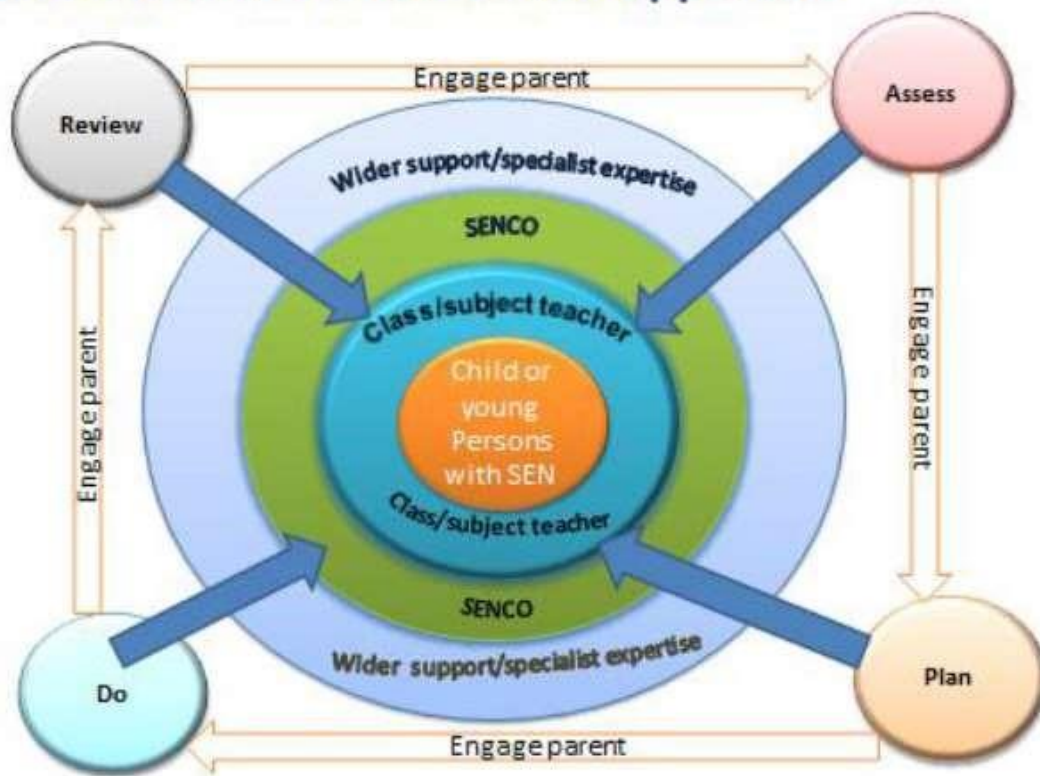 Engage parent
Review
Assess
Wider support/specialist expertise
SENCO
Class/subject teacher
Child or
young
Persons
with SEN
Class/subject teacher
SENCO
Wider support/specialist expertise
Engage parent
Engage parent
Do
Plan
Engage parent